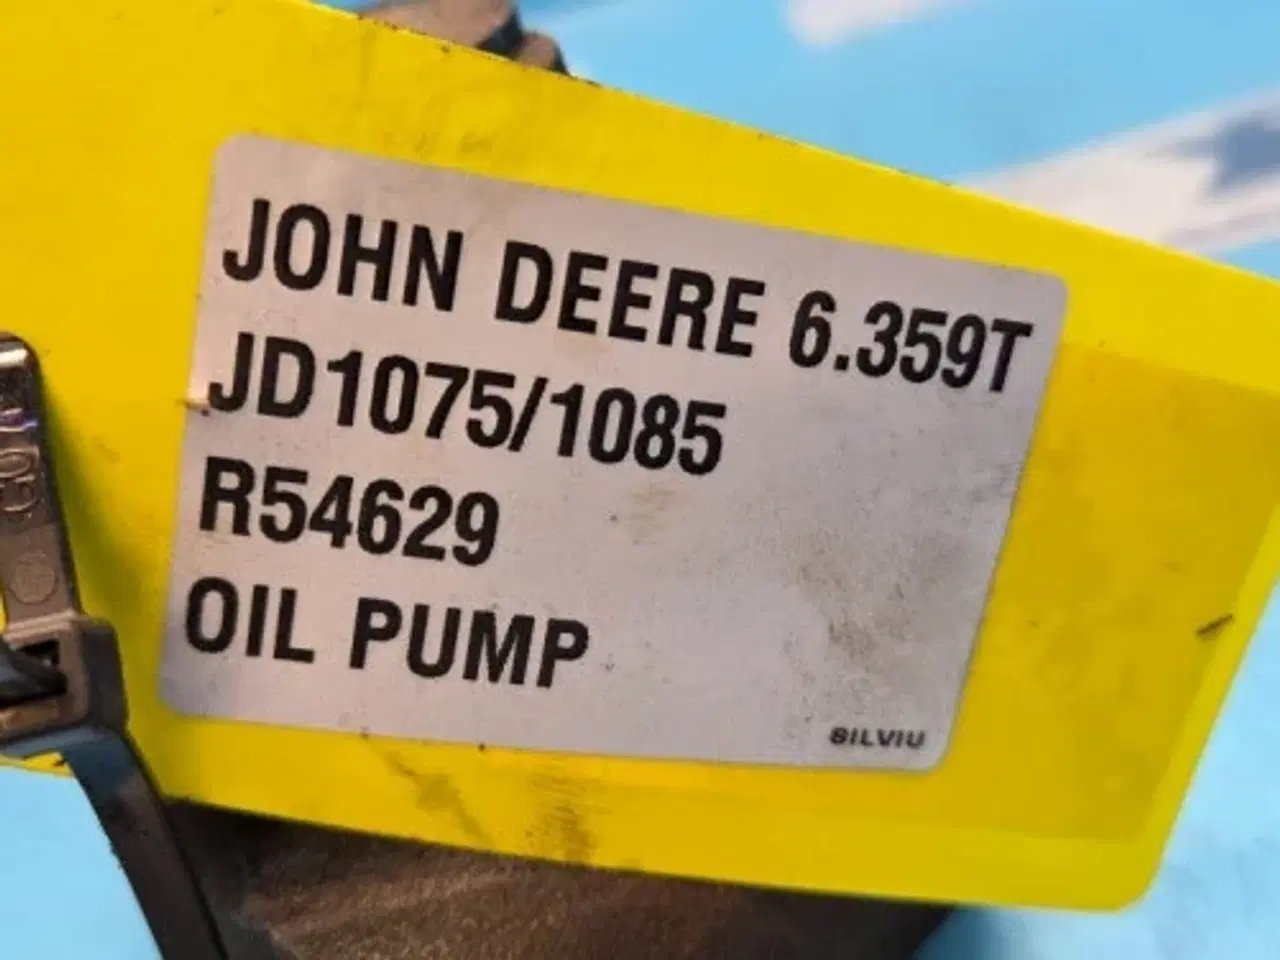 JOHN DEERE 6.359T
JD1075/1085
R54629
OIL PUMP
SILVIU